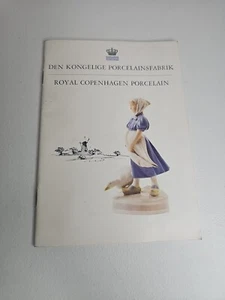 DEN KONGELIGE PORCELAINSFABRIK
ROYAL COPENHAGEN PORCELAIN